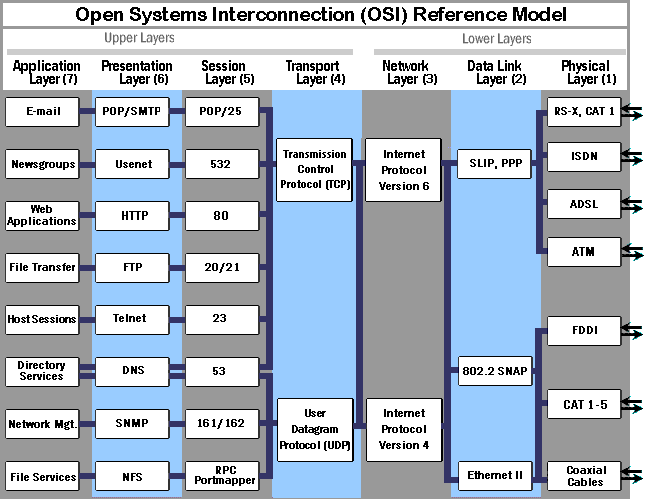 Open Systems Interconnection (OSI) Reference Model
Upper Layers
Lower Layers
Application
Layer (7)
Presentation
Layer (6)
Session
Layer (5)
Transport
Layer (4)
Network
Layer (3)
Data Link
Layer (2)
Physical
Layer (1)
E-mail
POP/SMTP
POP/25
Newsgroups
Usenet
532
Web
Applications
HTTP
80
File Transfer
FTP
20/21
Host Sessions
Telnet
23
Directory
Services
DNS
53
Network Mgt.
SNMP
161/162
File Services
NFS
RPC
Portmapper
Transmission
Control
Protocol (TCP)
User
Datagram
Protocol (UDP)
Internet
Protocol
Version 6
Internet
Protocol
Version 4
SLIP, PPP
802.2 SNAP
Ethernet II
RS-X, CAT 1
ISDN
ADSL
ATM
FDDI
CAT 1-5
Coaxial
Cables